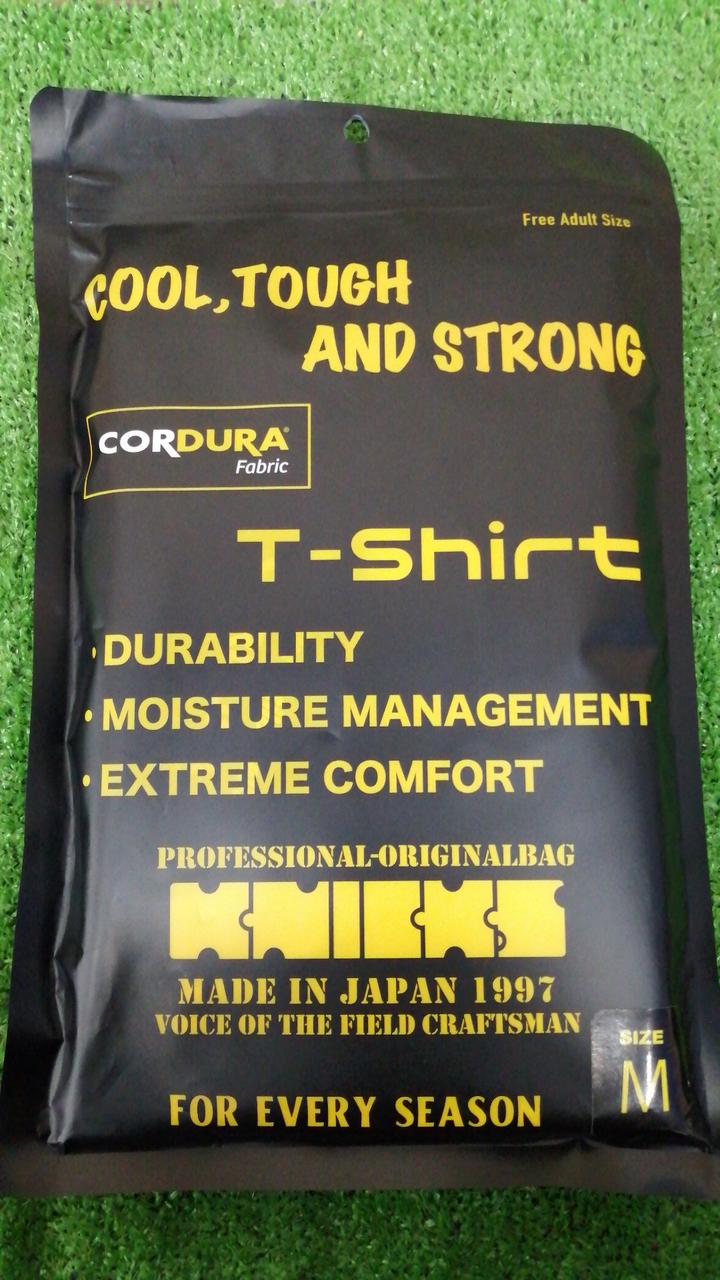 Free Adult Size
COOL,TOUGH
AND STRONG
CORDURA®
Fabric
T-Shirt
·DURABILITY
·MOISTURE MANAGEMENT
·EXTREME COMFORT
PROFESSIONAL-ORIGINALBAG
KNICKS
MADE IN JAPAN 1997
VOICE OF THE FIELD CRAFTSMAN
SIZE
M
FOR EVERY SEASON